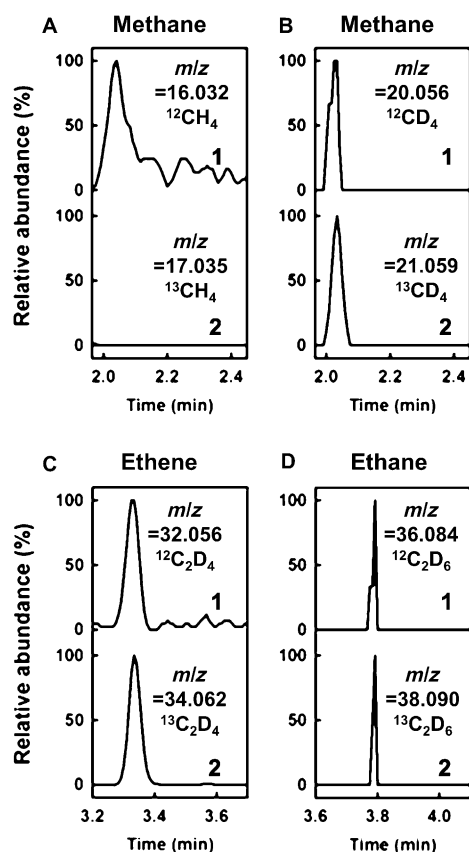 A Methane
100
m/z
=16.032
¹²CH₄
50
1
0
m/z
100
=17.035
¹³CH₄
50
2
0
2.0 2.2 2.4
Time (min)
Relative abundance (%)
B Methane
100
m/z
=20.056
¹²CD₄
50
1
0
m/z
100
=21.059
¹³CD₄
50
2
0
2.0 2.2 2.4
Time (min)
C Ethene
100
m/z
=32.056
¹²C₂D₄
50
1
0
m/z
100
=34.062
¹³C₂D₄
50
2
0
3.2 3.4 3.6
Time (min)
Relative abundance (%)
D Ethane
100
m/z
=36.084
¹²C₂D₆
50
1
0
m/z
100
=38.090
¹³C₂D₆
50
2
0
3.6 3.8 4.0
Time (min)